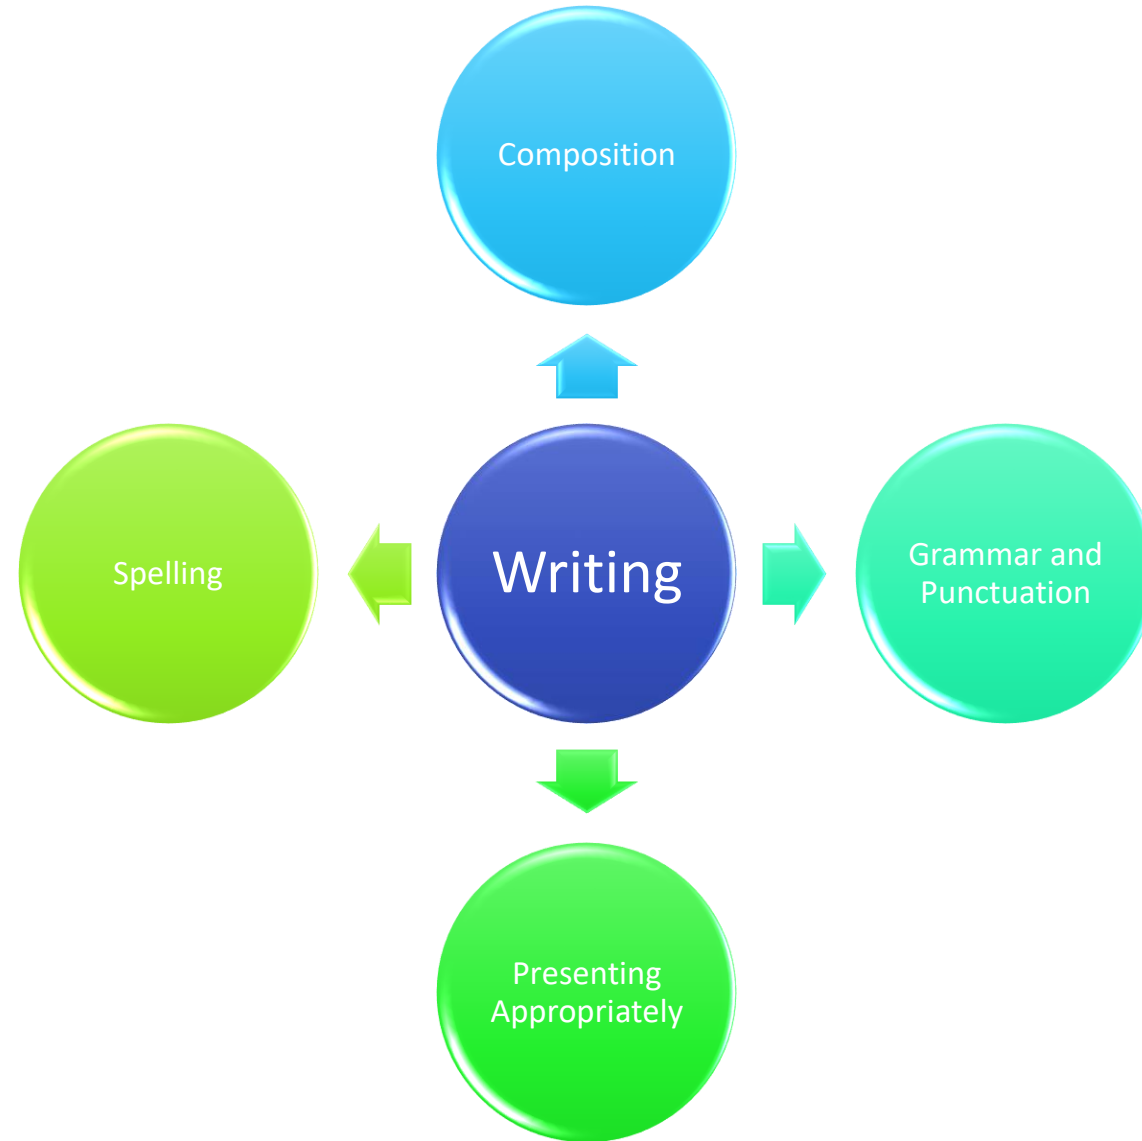 Composition
Spelling
Writing
Grammar and
Punctuation
Presenting
Appropriately